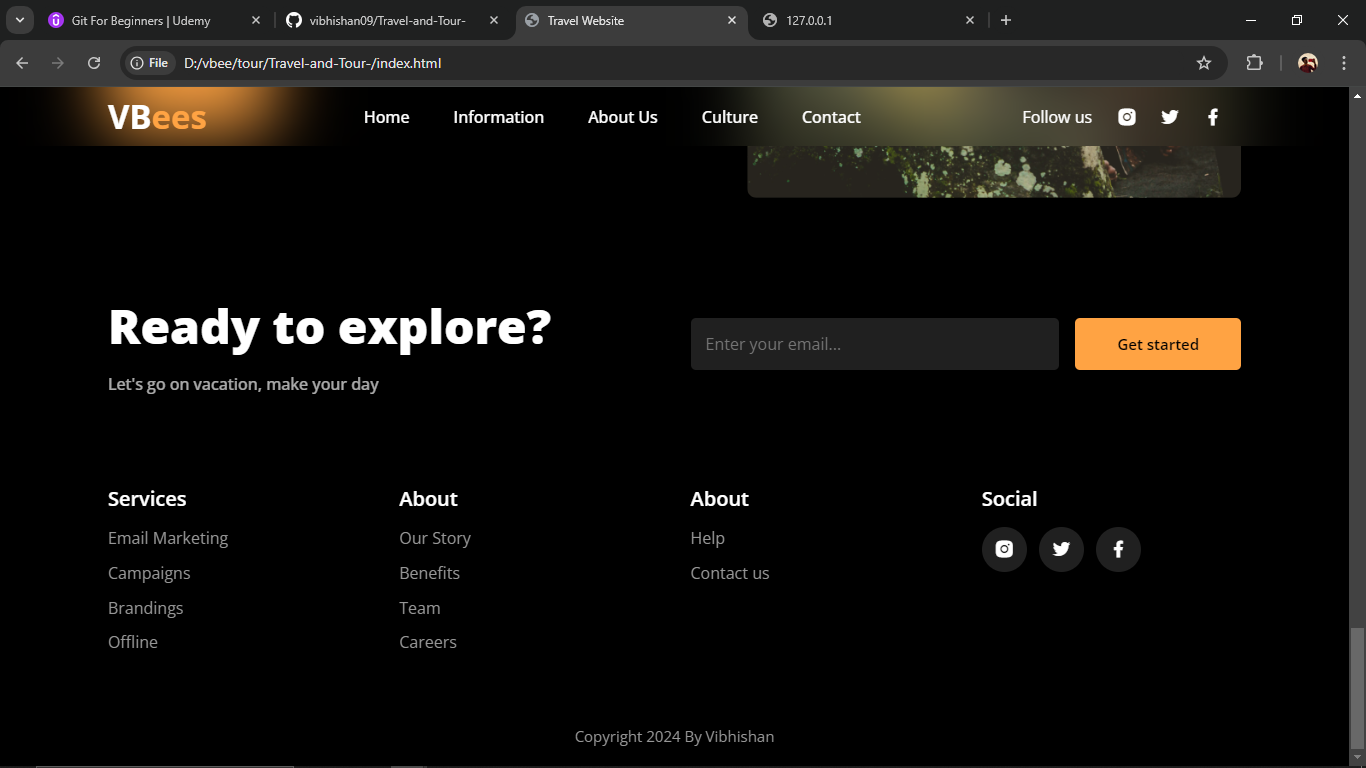 Git For Beginners | Udemy
vibhishan09/Travel-and-Tour-
Travel Website
127.0.0.1
File D:/vbee/tour/Travel-and-Tour-/index.html
VBees Home Information About Us Culture Contact Follow us
Ready to explore?
Let's go on vacation, make your day
Enter your email...
Get started
Services
Email Marketing
Campaigns
Brandings
Offline
About
Our Story
Benefits
Team
Careers
About
Help
Contact us
Social
Copyright 2024 By Vibhishan